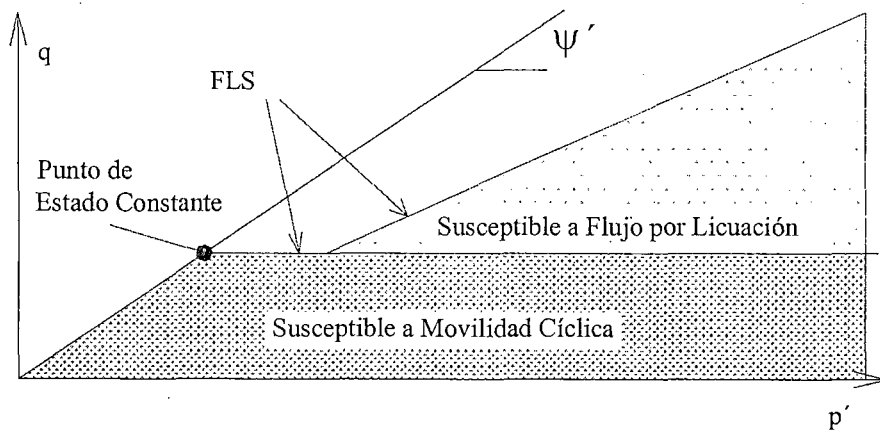 q
ψ´
FLS
Punto de
Estado Constante
Susceptible a Flujo por Licuación
Susceptible a Movilidad Cíclica
p´